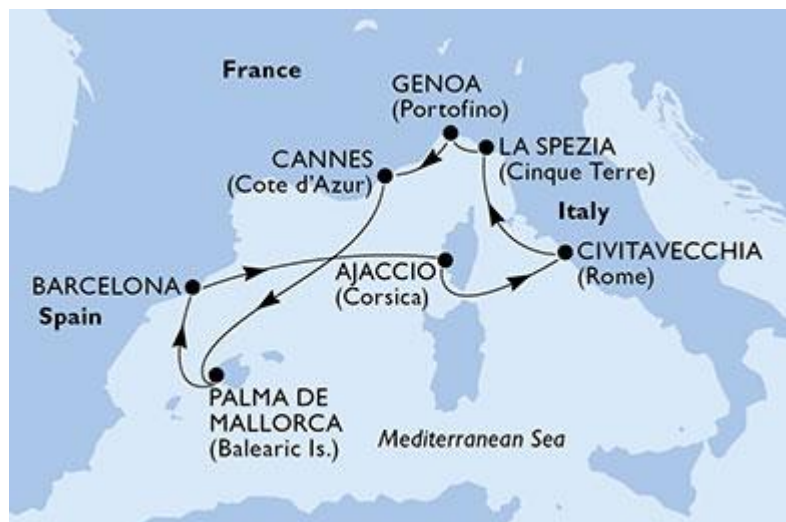 France
GENOA
(Portofino)
LA SPEZIA
(Cinque Terre)
CANNES
(Cote d'Azur)
Italy
CIVITAVECCHIA
(Rome)
AJACCIO
(Corsica)
BARCELONA
Spain
PALMA DE
MALLORCA
(Balearic Is.)
Mediterranean Sea